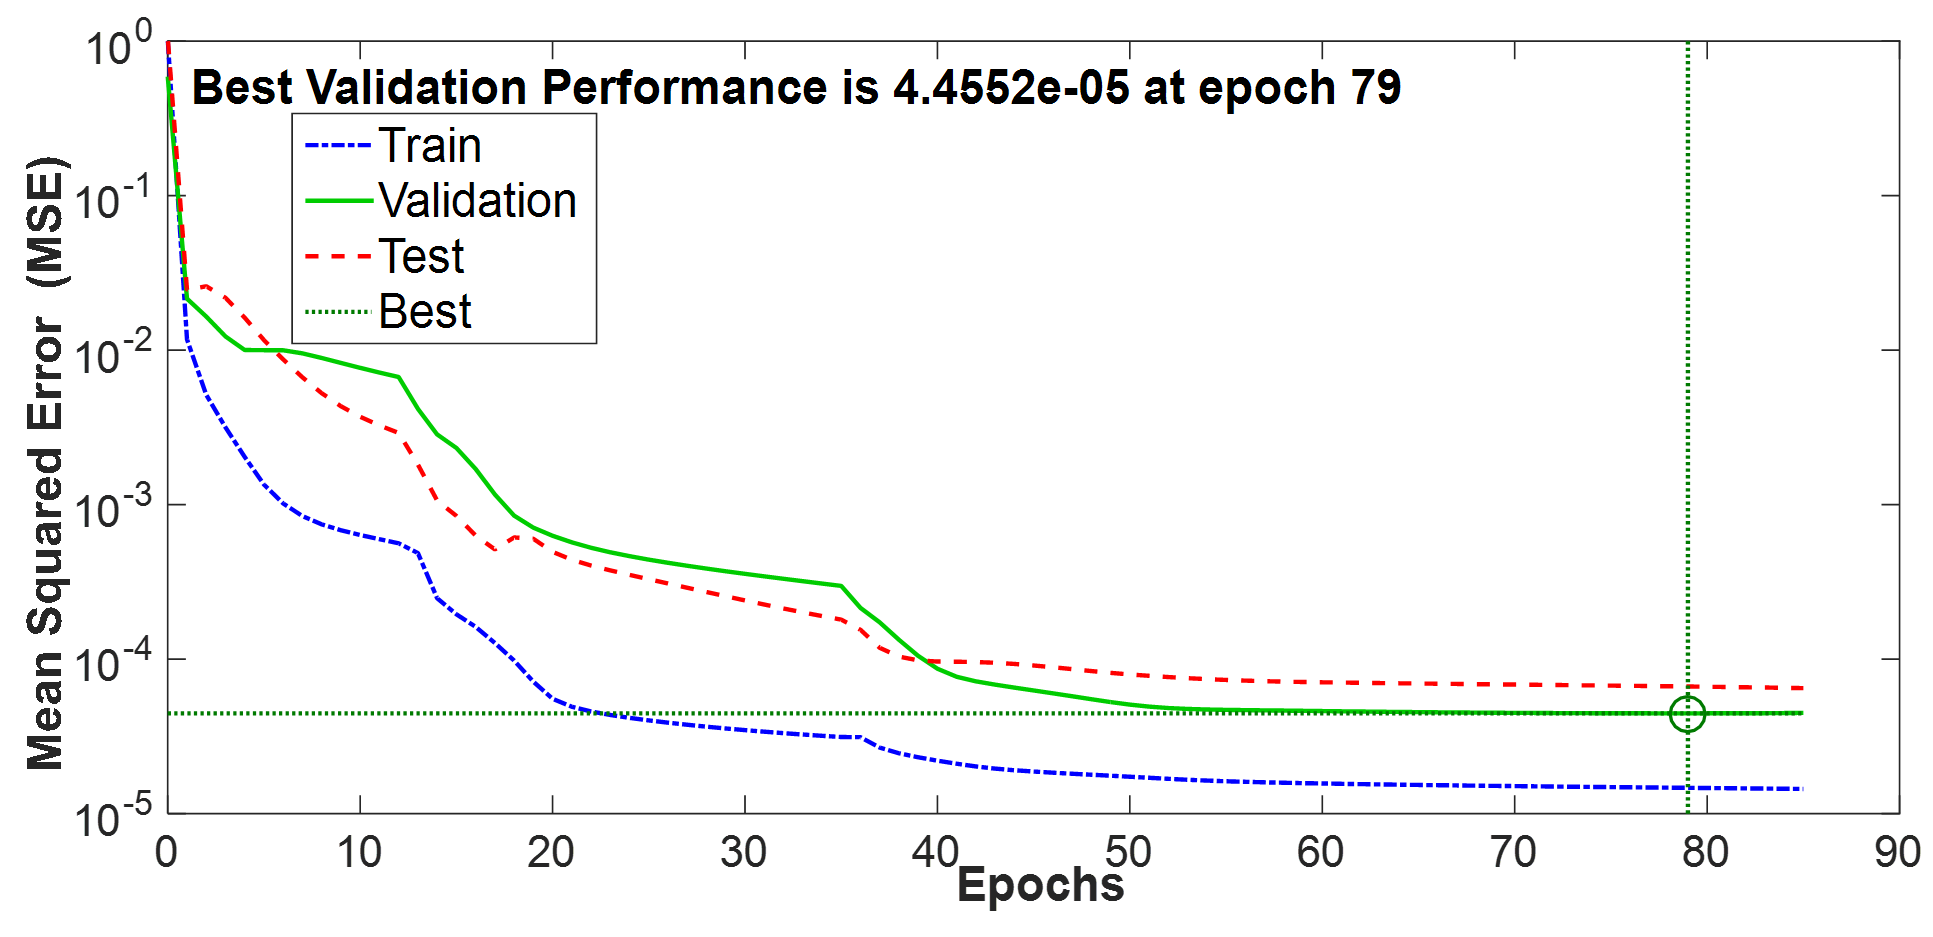 Best Validation Performance is 4.4552e-05 at epoch 79
Train
Validation
Test
Best
Mean Squared Error (MSE)
10^0
10^-1
10^-2
10^-3
10^-4
10^-5
0 10 20 30 40 50 60 70 80 90
Epochs